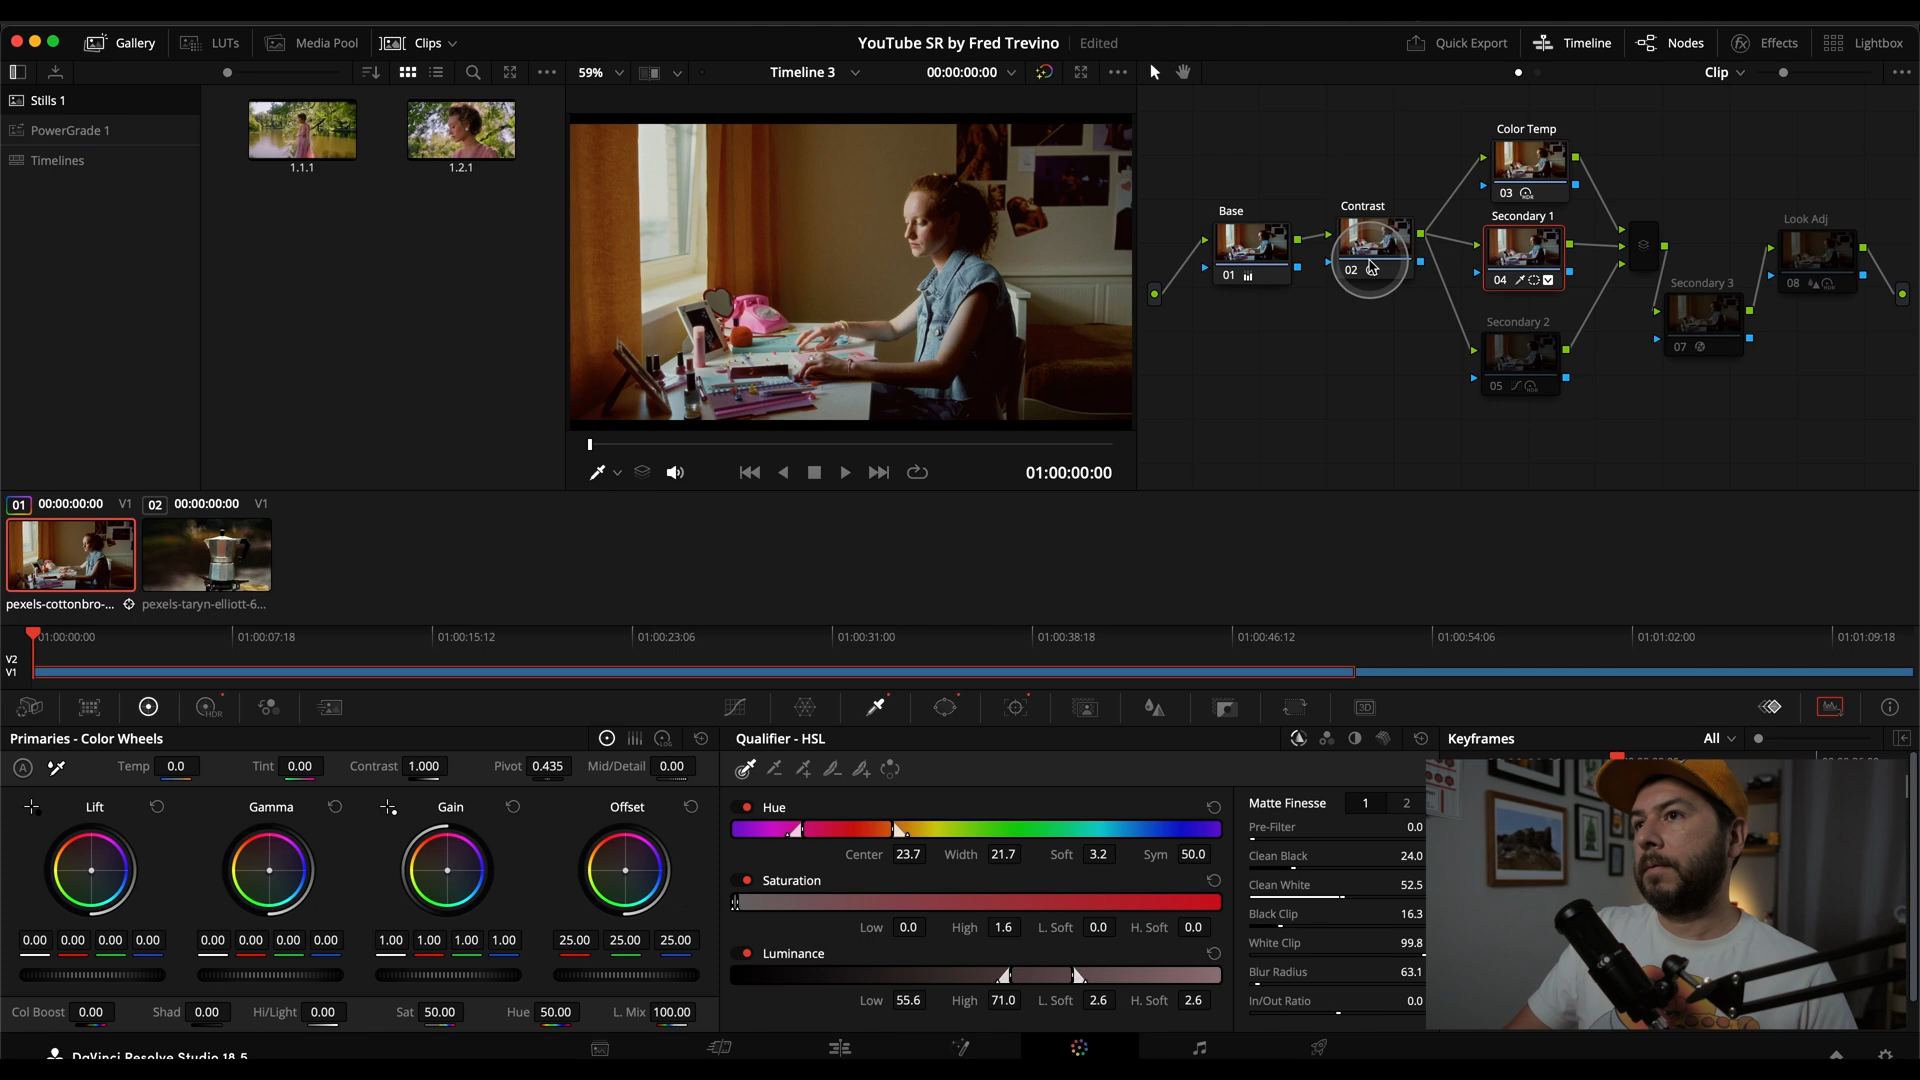 Gallery LUTs Media Pool Clips YouTube SR by Fred Trevino Edited Quick Export Timeline Nodes Effects Lightbox
59% Timeline 3 00:00:00:00 Clip
Stills 1
PowerGrade 1
Timelines
1.1.1 1.2.1
Color Temp
03 HDR
Base Contrast Secondary 1
01 02 04
Look Adj
08 HDR
Secondary 3
07
Secondary 2
05 HDR
01:00:00:00
01 00:00:00:00 V1 02 00:00:00:00 V1
pexels-cottonbro-... pexels-taryn-elliott-6...
01:00:00:00 01:00:07:18 01:00:15:12 01:00:23:06 01:00:31:00 01:00:38:18 01:00:46:12 01:00:54:06 01:01:02:00 01:01:09:18
V2
V1
HDR 3D
Primaries - Color Wheels LOG Qualifier - HSL Keyframes All
A Temp 0.0 Tint 0.00 Contrast 1.000 Pivot 0.435 Mid/Detail 0.00
Lift Gamma Gain Offset
0.00 0.00 0.00 0.00 0.00 0.00 0.00 0.00 1.00 1.00 1.00 1.00 25.00 25.00 25.00
Col Boost 0.00 Shad 0.00 Hi/Light 0.00 Sat 50.00 Hue 50.00 L. Mix 100.00
Hue
Center 23.7 Width 21.7 Soft 3.2 Sym 50.0
Saturation
Low 0.0 High 1.6 L. Soft 0.0 H. Soft 0.0
Luminance
Low 55.6 High 71.0 L. Soft 2.6 H. Soft 2.6
Matte Finesse 1 2
Pre-Filter 0.0
Clean Black 24.0
Clean White 52.5
Black Clip 16.3
White Clip 99.8
Blur Radius 63.1
In/Out Ratio 0.0
DaVinci Resolve Studio 18.5